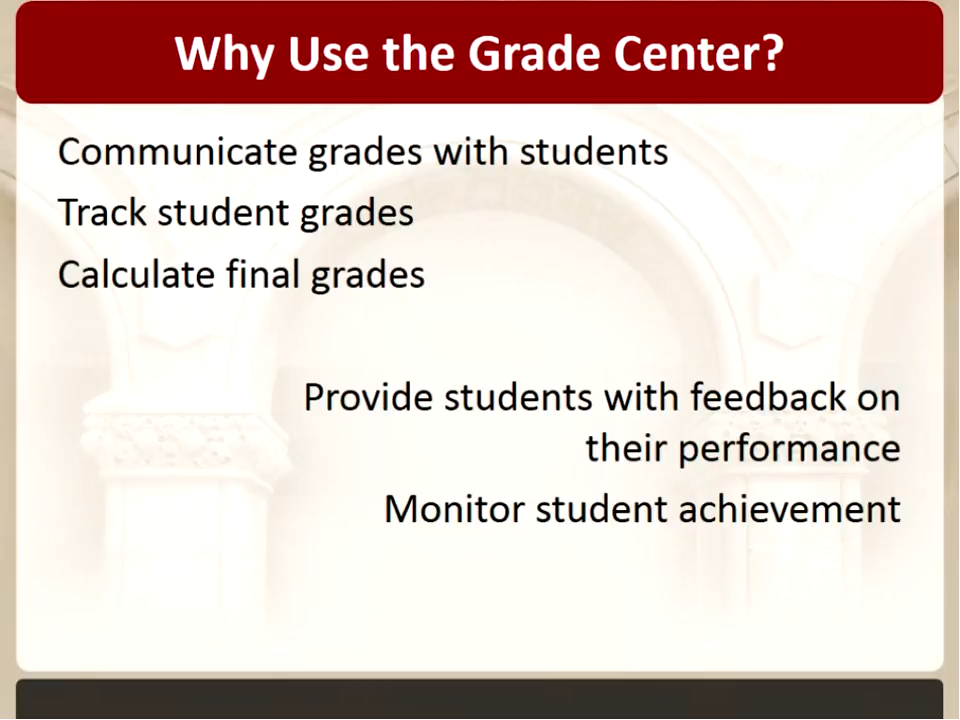 Why Use the Grade Center?
Communicate grades with students
Track student grades
Calculate final grades
Provide students with feedback on
their performance
Monitor student achievement